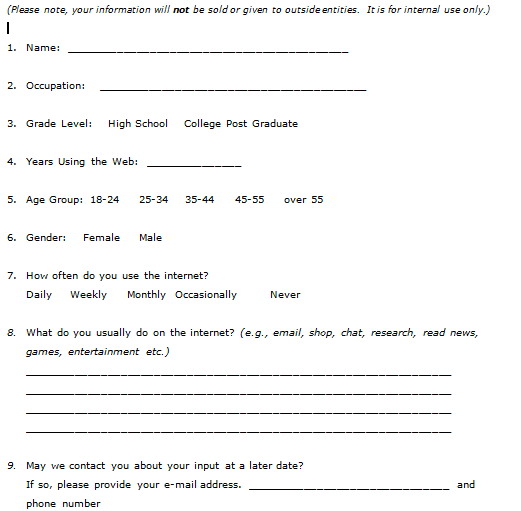 (Please note, your information will not be sold or given to outside entities. It is for internal use only.)
1. Name: ________________________________________
2. Occupation: ______________________________________
3. Grade Level: High School College Post Graduate
4. Years Using the Web: ______________
5. Age Group: 18-24 25-34 35-44 45-55 over 55
6. Gender: Female Male
7. How often do you use the internet?
Daily Weekly Monthly Occasionally Never
8. What do you usually do on the internet? (e.g., email, shop, chat, research, read news,
games, entertainment etc.)
9. May we contact you about your input at a later date?
If so, please provide your e-mail address. ______________________________ and
phone number